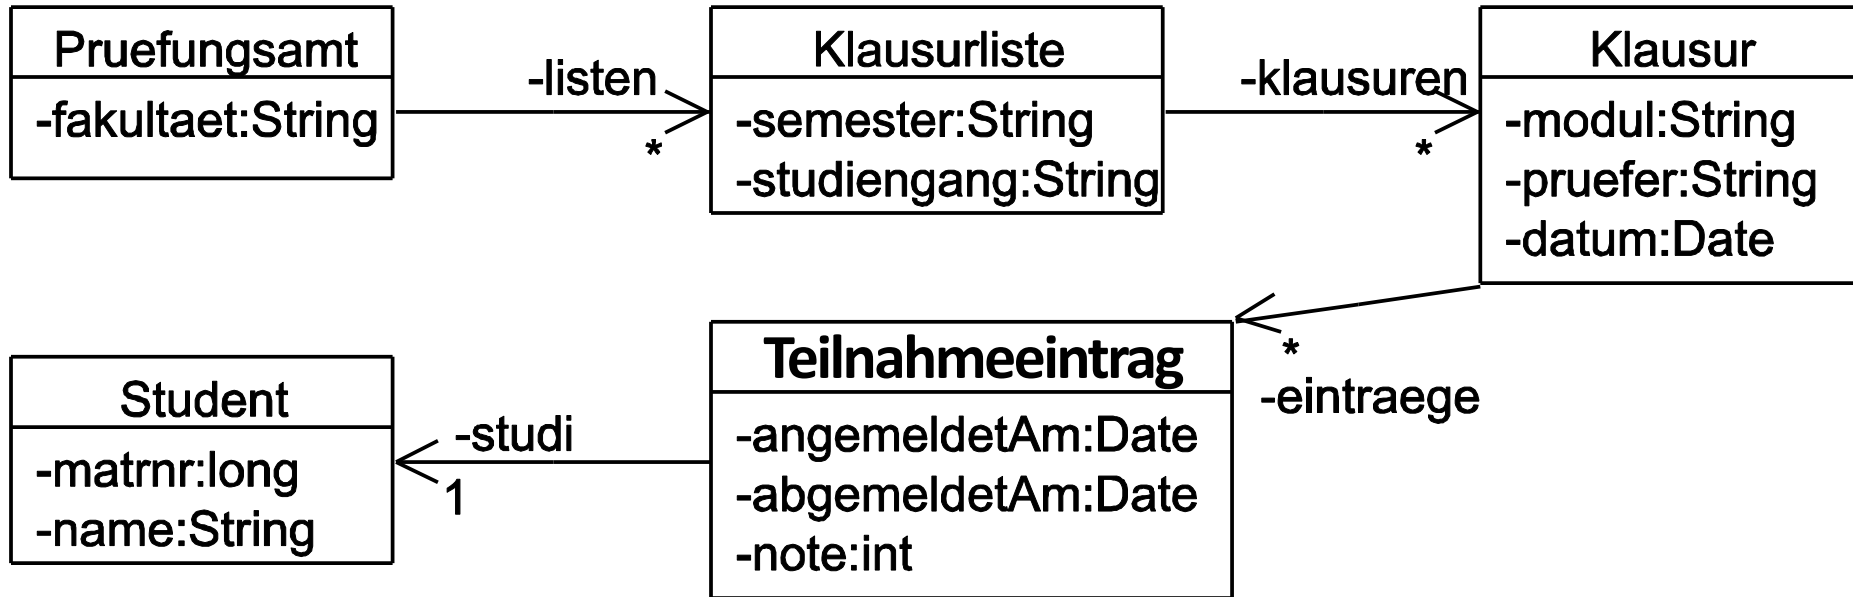 Pruefungsamt
-fakultaet:String
-listen
*
Klausurliste
-semester:String
-studiengang:String
-klausuren
*
Klausur
-modul:String
-pruefer:String
-datum:Date
*
-eintraege
Teilnahmeeintrag
-angemeldetAm:Date
-abgemeldetAm:Date
-note:int
-studi
1
Student
-matrnr:long
-name:String